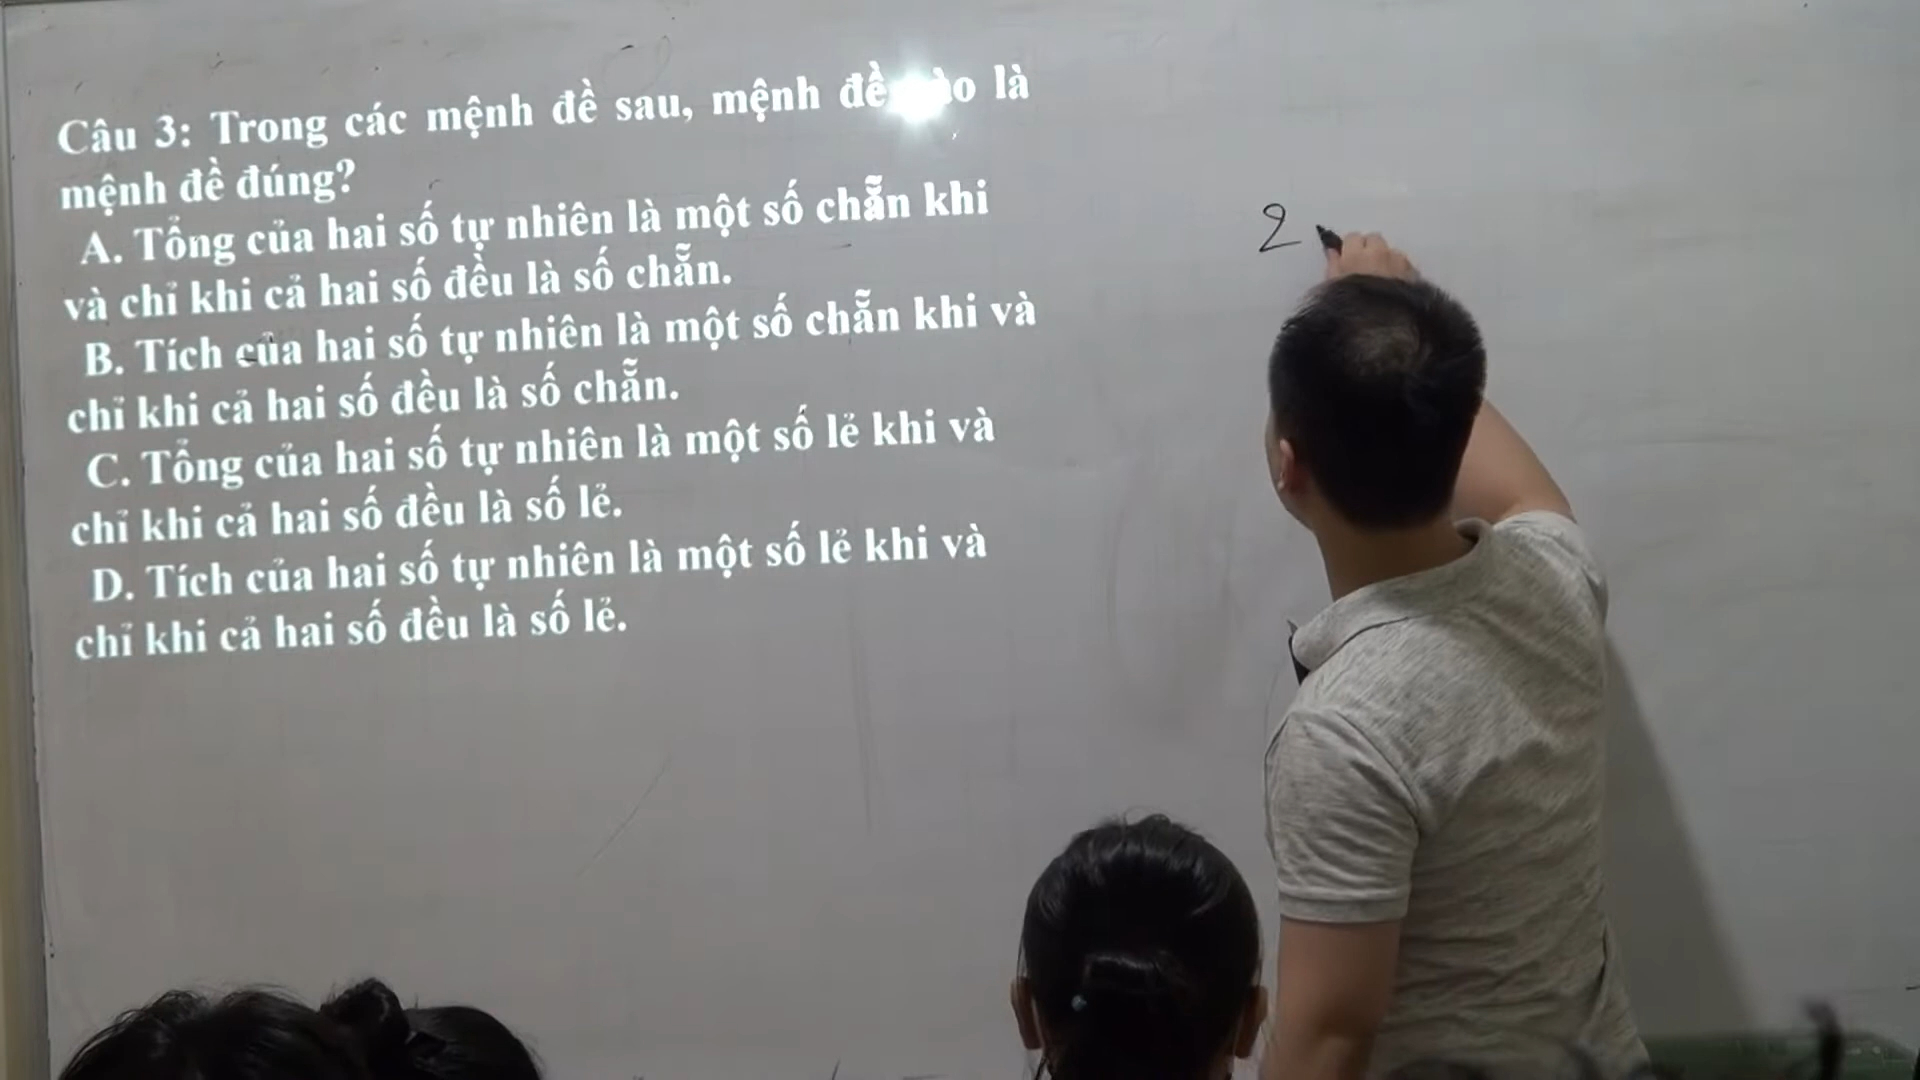 Câu 3: Trong các mệnh đề sau, mệnh đề là
mệnh đề đúng?
A. Tổng của hai số tự nhiên là một số chẵn khi
và chỉ khi cả hai số đều là số chẵn.
B. Tích của hai số tự nhiên là một số chẵn khi và
chỉ khi cả hai số đều là số chẵn.
C. Tổng của hai số tự nhiên là một số lẻ khi và
chỉ khi cả hai số đều là số lẻ.
D. Tích của hai số tự nhiên là một số lẻ khi và
chỉ khi cả hai số đều là số lẻ.
2